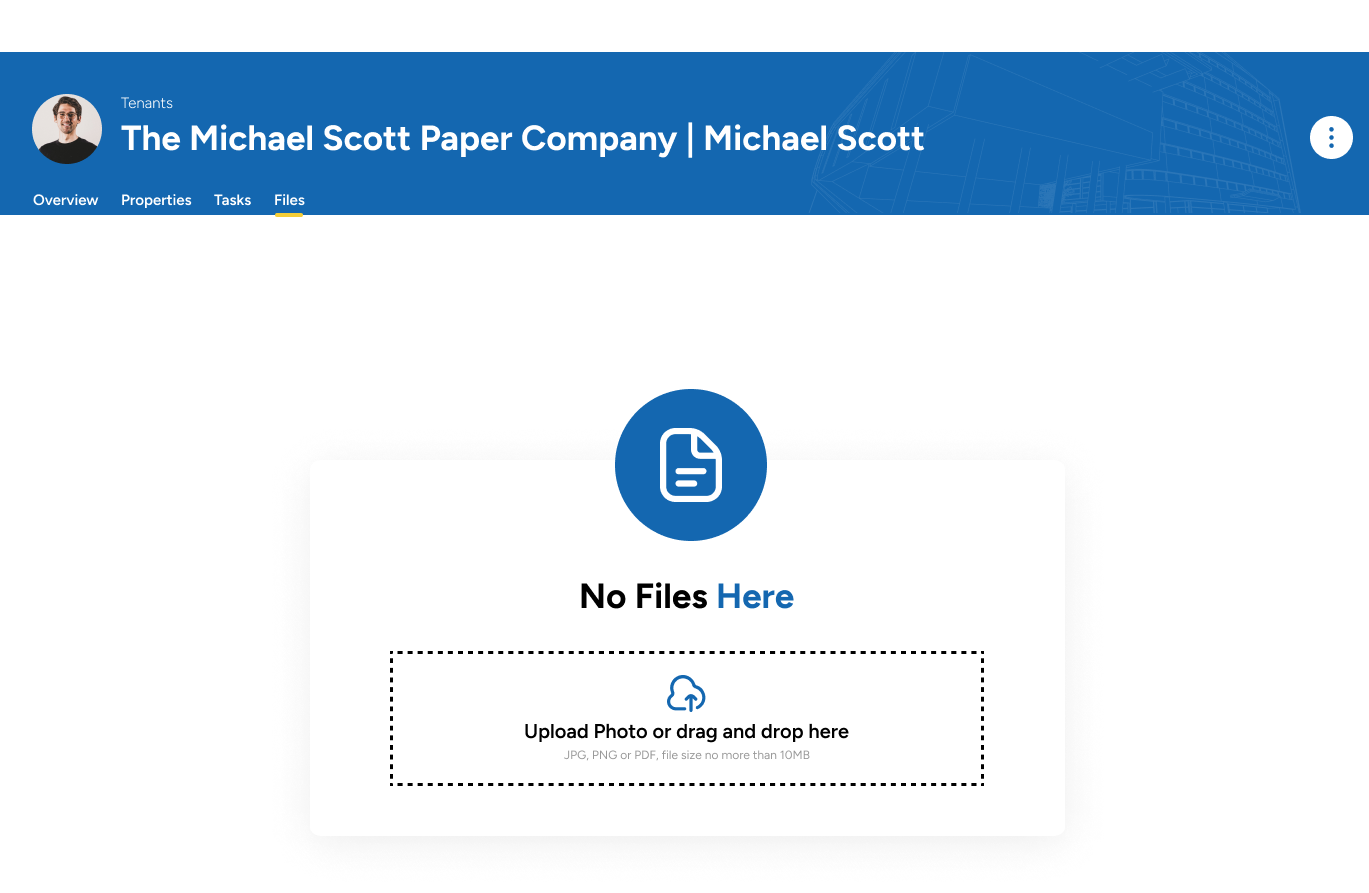 Tenants
The Michael Scott Paper Company | Michael Scott
Overview Properties Tasks Files
No Files Here
Upload Photo or drag and drop here
JPG, PNG or PDF, file size no more than 10MB